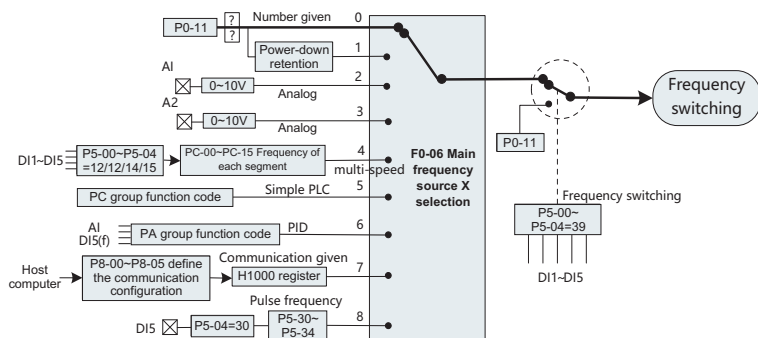 P0-11
?
?
Number given
0
Power-down
retention
1
AI
0~10V
Analog
2
A2
0~10V
Analog
3
DI1~DI5
P5-00~P5-04
=12/12/14/15
PC-00~PC-15 Frequency of
each segment
4
multi-speed
PC group function code
Simple PLC
5
AI
DI5(f)
PA group function code
PID
6
Host
computer
P8-00~P8-05 define
the communication
configuration
Communication given
H1000 register
7
DI5
P5-04=30
Pulse frequency
P5-30~
P5-34
8
F0-06 Main
frequency
source X
selection
P0-11
Frequency
switching
Frequency switching
P5-00~
P5-04=39
DI1~DI5